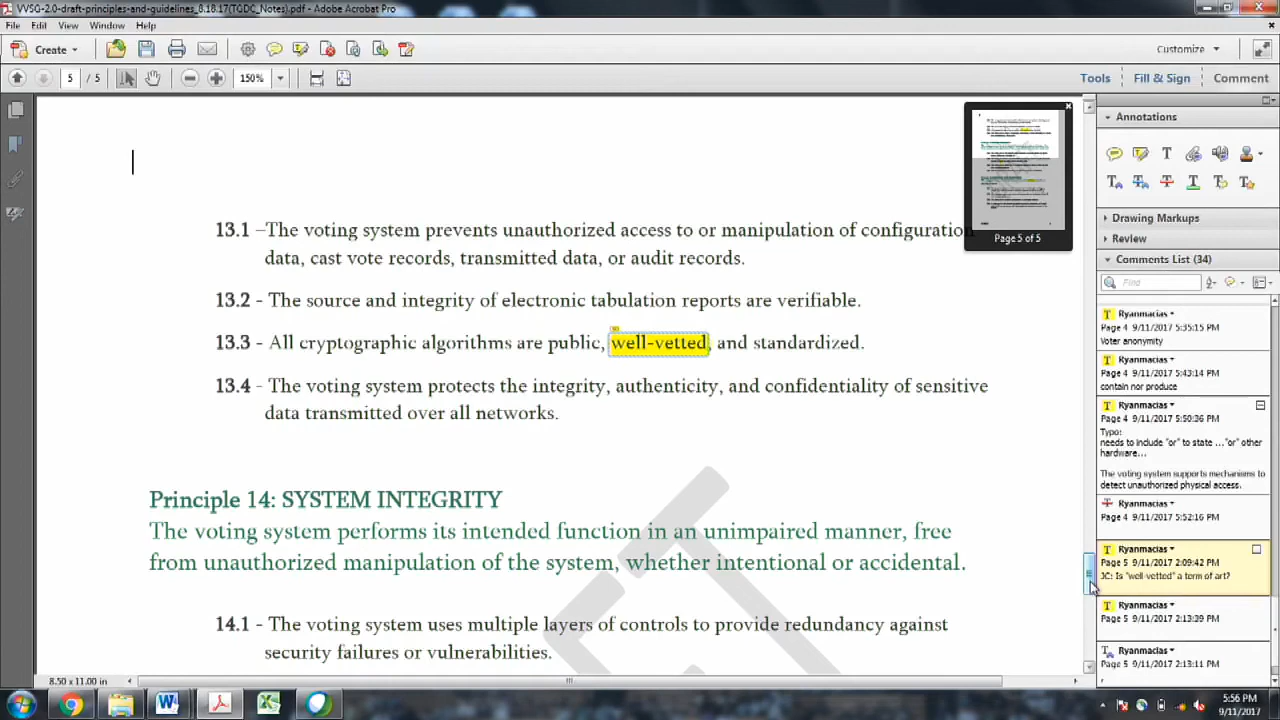 VVSG-2.0-draft-principles-and-guidelines_8.18.17(TGDC_Notes).pdf - Adobe Acrobat Pro
File Edit View Window Help
Create Customize
5 / 5 150% Tools Fill & Sign Comment
13.1 –The voting system prevents unauthorized access to or manipulation of configuration
data, cast vote records, transmitted data, or audit records.
13.2 - The source and integrity of electronic tabulation reports are verifiable.
13.3 - All cryptographic algorithms are public, well-vetted, and standardized.
13.4 - The voting system protects the integrity, authenticity, and confidentiality of sensitive
data transmitted over all networks.
Principle 14: SYSTEM INTEGRITY
The voting system performs its intended function in an unimpaired manner, free
from unauthorized manipulation of the system, whether intentional or accidental.
14.1 - The voting system uses multiple layers of controls to provide redundancy against
security failures or vulnerabilities.
8.50 x 11.00 in
Page 5 of 5
Annotations
Drawing Markups
Review
Comments List (34)
Find
Ryanmacias
Page 4 9/11/2017 5:35:15 PM
Voter anonymity
Ryanmacias
Page 4 9/11/2017 5:43:14 PM
contain nor produce
Ryanmacias
Page 4 9/11/2017 5:50:36 PM
Typo:
needs to include "or" to state ..."or" other
hardware...
The voting system supports mechanisms to
detect unauthorized physical access.
Ryanmacias
Page 4 9/11/2017 5:52:16 PM
Ryanmacias
Page 5 9/11/2017 2:09:42 PM
JC: Is "well-vetted" a term of art?
Ryanmacias
Page 5 9/11/2017 2:13:39 PM
Ryanmacias
Page 5 9/11/2017 2:13:11 PM
5:56 PM
9/11/2017